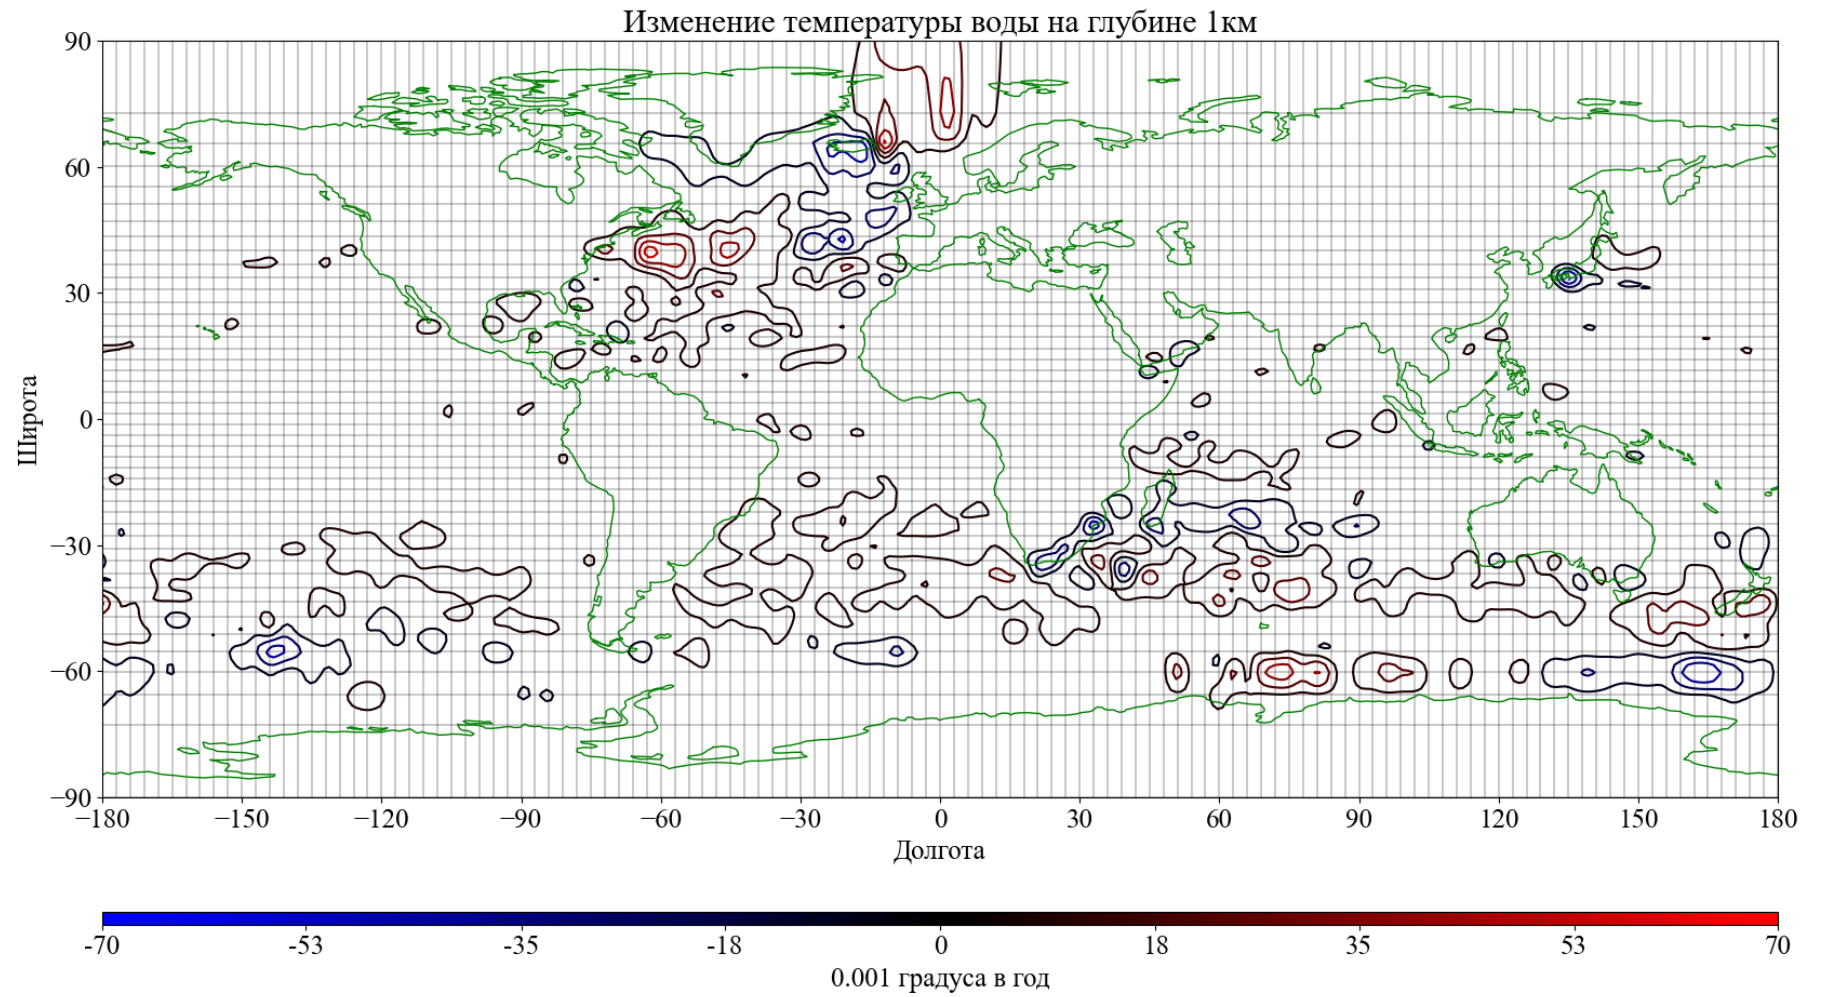 Изменение температуры воды на глубине 1км
90
60
30
0
−30
−60
−90
Широта
−180 −150 −120 −90 −60 −30 0 30 60 90 120 150 180
Долгота
-70 -53 -35 -18 0 18 35 53 70
0.001 градуса в год